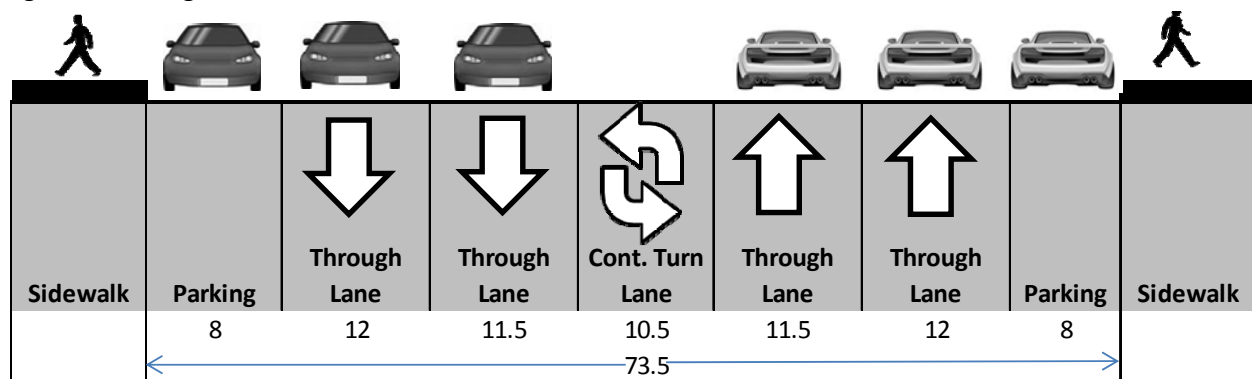 Through Through Cont. Turn Through Through
Sidewalk Parking Lane Lane Lane Lane Lane Parking Sidewalk
8 12 11.5 10.5 11.5 12 8
73.5